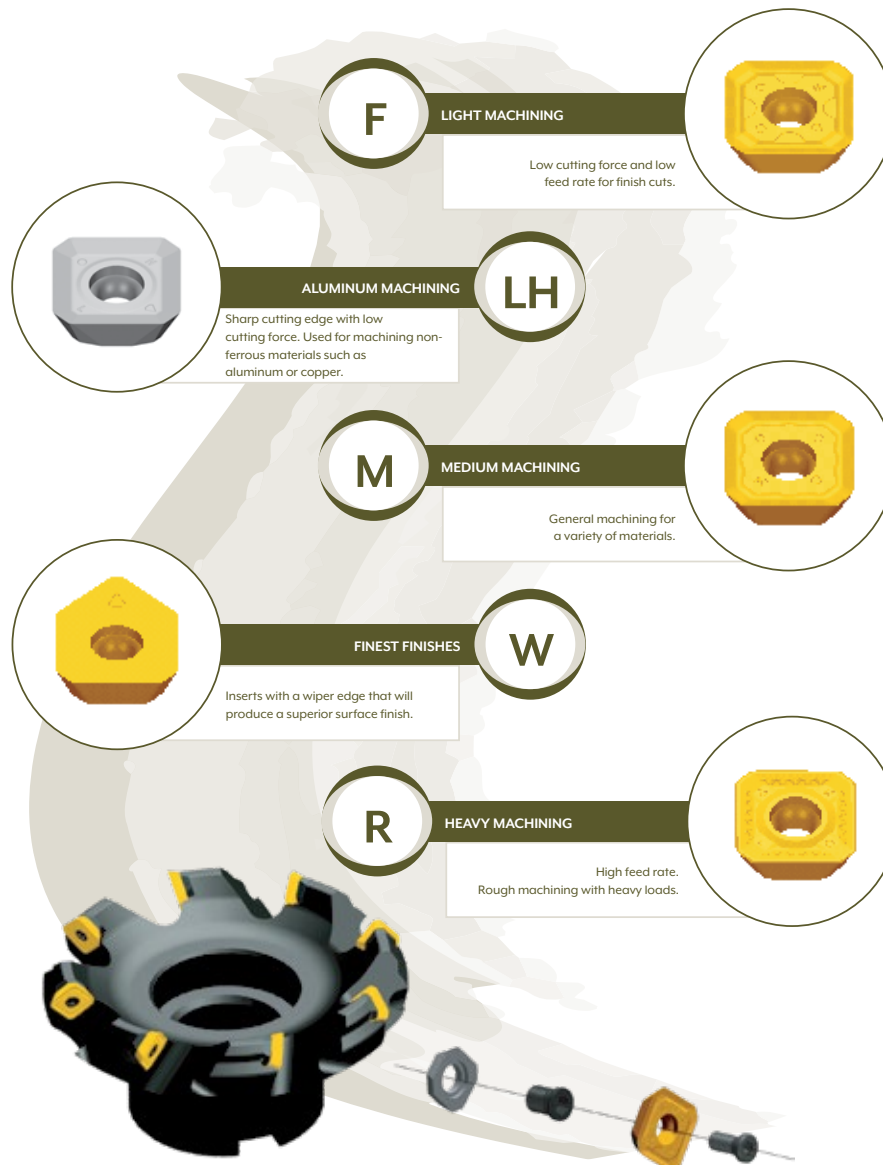 F
LIGHT MACHINING
Low cutting force and low
feed rate for finish cuts.
ALUMINUM MACHINING
LH
Sharp cutting edge with low
cutting force. Used for machining non-
ferrous materials such as
aluminum or copper.
M
MEDIUM MACHINING
General machining for
a variety of materials.
FINEST FINISHES
W
Inserts with a wiper edge that will
produce a superior surface finish.
R
HEAVY MACHINING
High feed rate.
Rough machining with heavy loads.